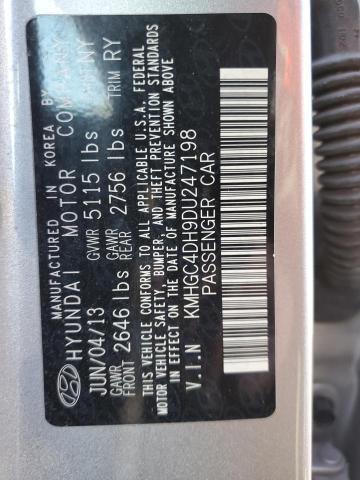 MANUFACTURED IN KOREA BY
HYUNDAI MOTOR COMPANY
JUN/04/13 GVWR 5115 lbs TRIM RY
GAWR FRONT 2646 lbs GAWR REAR 2756 lbs
THIS VEHICLE CONFORMS TO ALL APPLICABLE U.S.A. FEDERAL
MOTOR VEHICLE SAFETY, BUMPER, AND THEFT PREVENTION STANDARDS
IN EFFECT ON THE DATE OF MANUFACTURE SHOWN ABOVE
V.I.N KMHGC4DH9DU247198
PASSENGER CAR